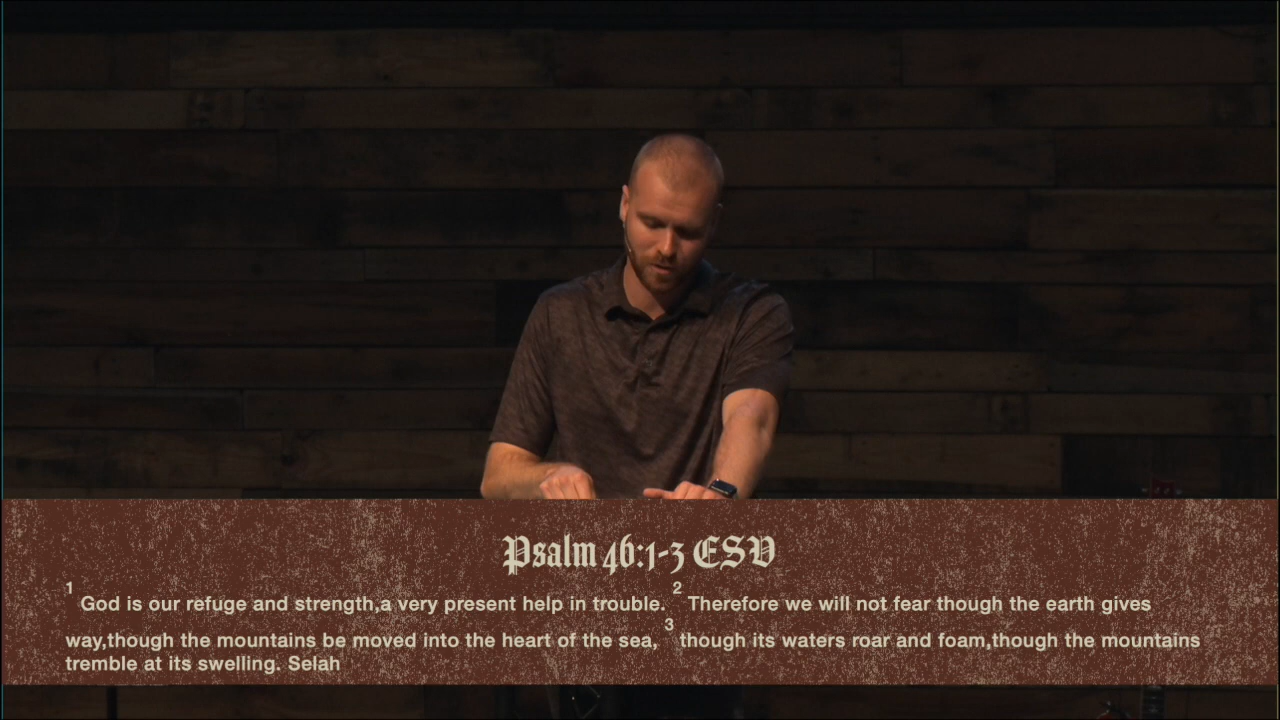 Psalm 46:1-3 ESV
1 God is our refuge and strength,a very present help in trouble. 2 Therefore we will not fear though the earth gives
way,though the mountains be moved into the heart of the sea, 3 though its waters roar and foam,though the mountains
tremble at its swelling. Selah